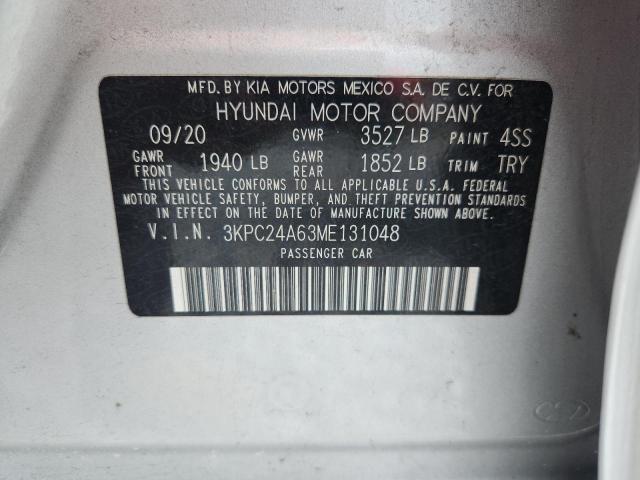 MFD. BY KIA MOTORS MEXICO S.A. DE C.V. FOR
HYUNDAI MOTOR COMPANY
09/20 GVWR 3527 LB PAINT 4SS
GAWR FRONT 1940 LB GAWR REAR 1852 LB TRIM TRY
THIS VEHICLE CONFORMS TO ALL APPLICABLE U.S.A. FEDERAL
MOTOR VEHICLE SAFETY, BUMPER, AND THEFT PREVENTION
STANDARDS IN EFFECT ON THE DATE OF MANUFACTURE SHOWN ABOVE.
V.I.N. 3KPC24A63ME131048
PASSENGER CAR